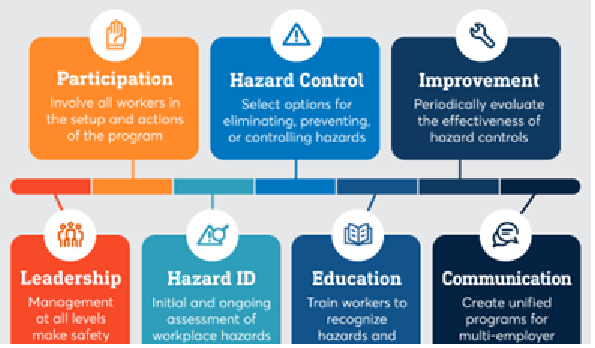 Participation
Involve all workers in
the setup and actions
of the program
Hazard Control
Select options for
eliminating, preventing,
or controlling hazards
Improvement
Periodically evaluate
the effectiveness of
hazard controls
Leadership
Management
at all levels
make safety
Hazard ID
Initial and ongoing
assessment of
workplace hazards
Education
Train workers to
recognize
hazards and
Communication
Create unified
programs for
multi-employer